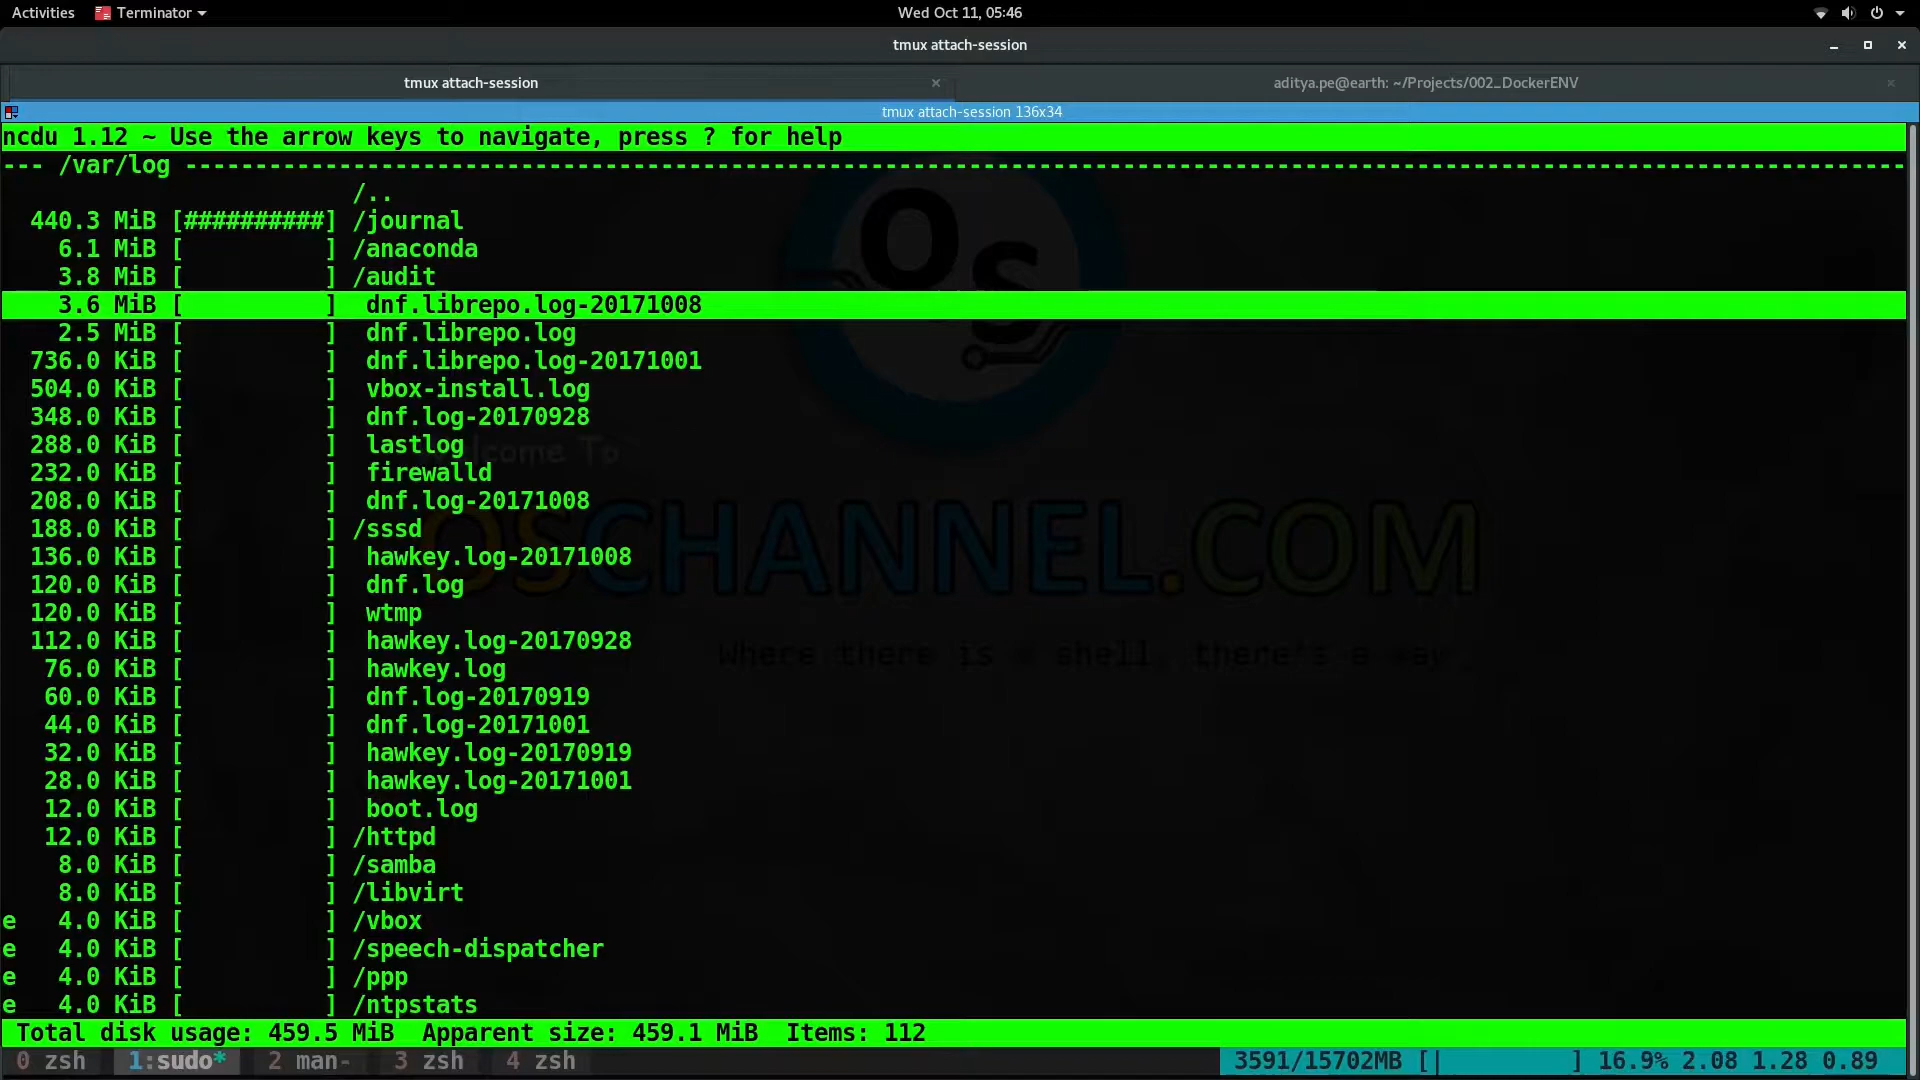 Activities Terminator Wed Oct 11, 05:46
tmux attach-session
tmux attach-session × aditya.pe@earth: ~/Projects/002_DockerENV ×
tmux attach-session 136x34
ncdu 1.12 ~ Use the arrow keys to navigate, press ? for help
--- /var/log ----------------------------------------------------------------------------------------------------------------------------
/..
440.3 MiB [##########] /journal
6.1 MiB [          ] /anaconda
3.8 MiB [          ] /audit
3.6 MiB [          ]  dnf.librepo.log-20171008
2.5 MiB [          ]  dnf.librepo.log
736.0 KiB [          ]  dnf.librepo.log-20171001
504.0 KiB [          ]  vbox-install.log
348.0 KiB [          ]  dnf.log-20170928
288.0 KiB [          ]  lastlog
232.0 KiB [          ]  firewalld
208.0 KiB [          ]  dnf.log-20171008
188.0 KiB [          ] /sssd
136.0 KiB [          ]  hawkey.log-20171008
120.0 KiB [          ]  dnf.log
120.0 KiB [          ]  wtmp
112.0 KiB [          ]  hawkey.log-20170928
76.0 KiB [          ]  hawkey.log
60.0 KiB [          ]  dnf.log-20170919
44.0 KiB [          ]  dnf.log-20171001
32.0 KiB [          ]  hawkey.log-20170919
28.0 KiB [          ]  hawkey.log-20171001
12.0 KiB [          ]  boot.log
12.0 KiB [          ] /httpd
8.0 KiB [          ] /samba
8.0 KiB [          ] /libvirt
e 4.0 KiB [          ] /vbox
e 4.0 KiB [          ] /speech-dispatcher
e 4.0 KiB [          ] /ppp
e 4.0 KiB [          ] /ntpstats
Total disk usage: 459.5 MiB  Apparent size: 459.1 MiB  Items: 112
0 zsh 1:sudo* 2 man- 3 zsh 4 zsh 3591/15702MB [|          ] 16.9% 2.08 1.28 0.89
OS
Welcome To
OSCHANNEL.COM
Where there is a shell, there's a way